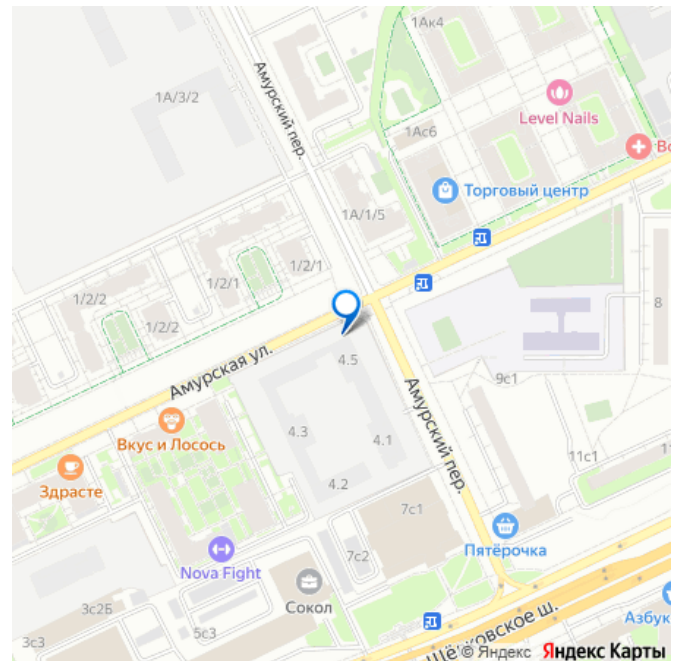 1Ак4
1А/3/2
Амурский пер.
Level Nails
1Ас6
Торговый центр
1А/1/5
1/2/1
1/2/1
1/2/2
1/2/2
8
Амурская ул.
4.5
9с1
Амурский пер.
4.3
4.1
Вкус и Лосось
11с1
Здрасте
4.2
7с1
Пятёрочка
Nova Fight
7с2
Сокол
3с2Б
5с3
3с3
Щёлковское ш.
Азбук
© Яндекс Яндекс Карты